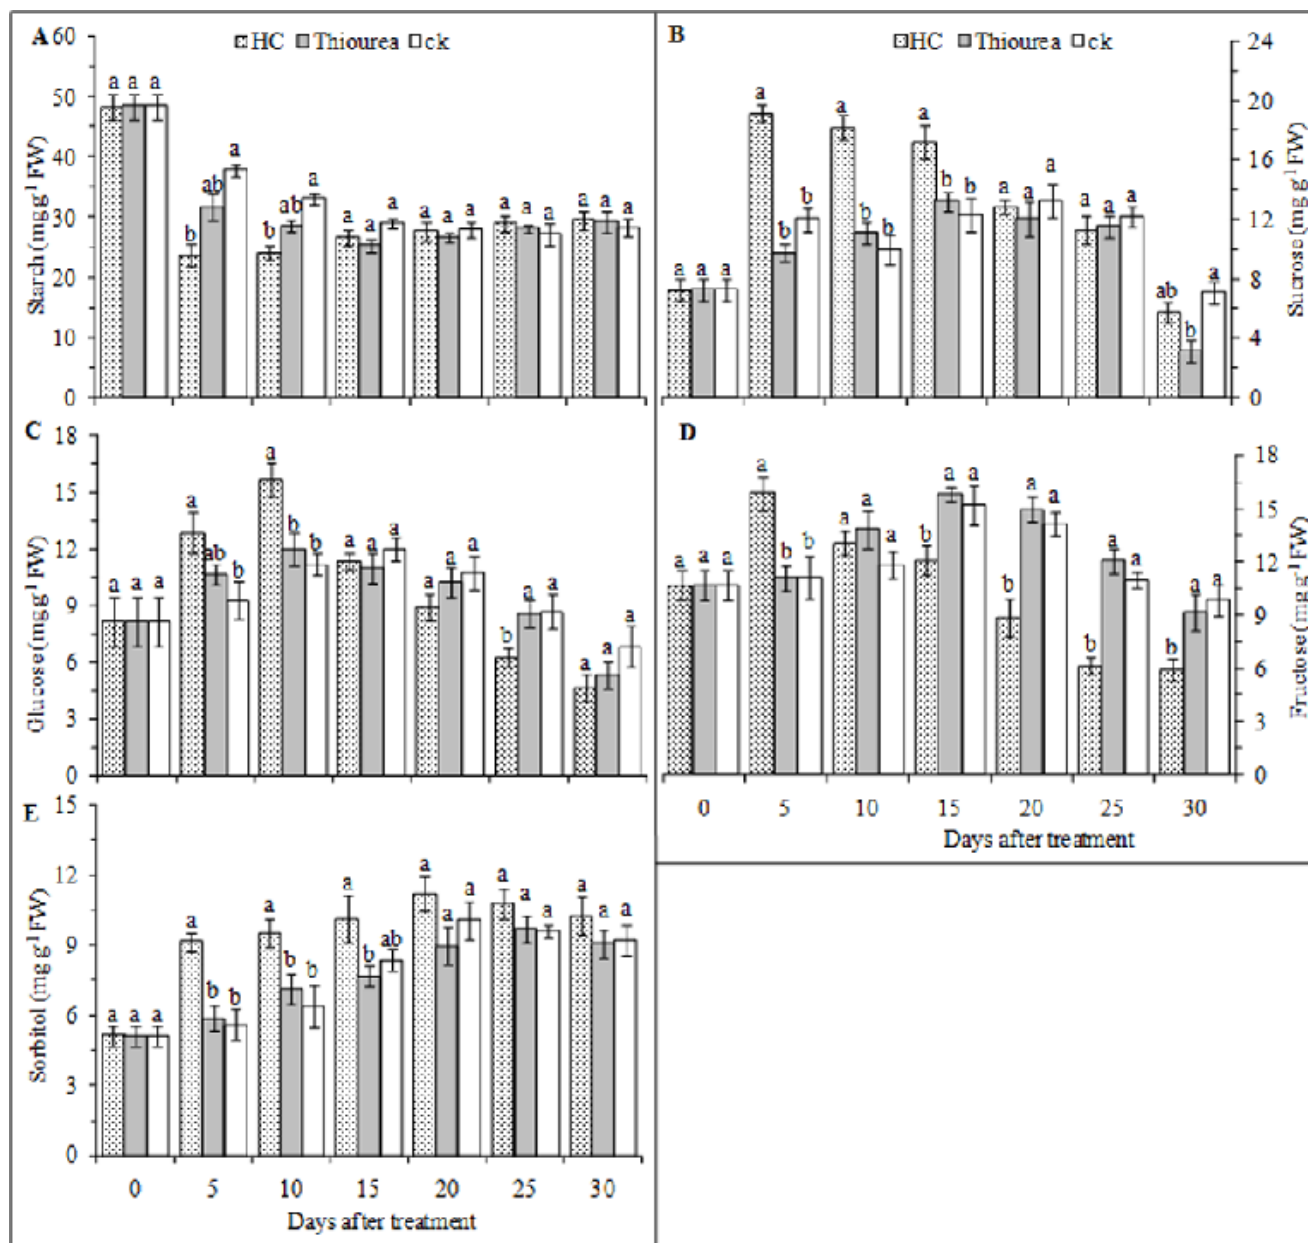 A
HC Thiourea ck
Starch (mg g⁻¹ FW)
60
50
40
30
20
10
0
a a a
b ab a
b ab a
a a a
a a a
a a a
a a a
B
HC Thiourea ck
Sucrose (mg g⁻¹ FW)
24
20
16
12
8
4
0
a a a
a b b
a b b
a b b
a a a
a a a
ab b a
C
Glucose (mg g⁻¹ FW)
18
15
12
9
6
3
0
a a a
a ab b
a b b
a a a
a a a
b a a
a a a
D
Fructose (mg g⁻¹ FW)
18
15
12
9
6
3
0
a a a
a b b
a a a
b a a
b a a
b a a
b a a
0 5 10 15 20 25 30
Days after treatment
E
Sorbitol (mg g⁻¹ FW)
15
12
9
6
3
0
a a a
a b b
a b b
a b ab
a a a
a a a
a a a
0 5 10 15 20 25 30
Days after treatment